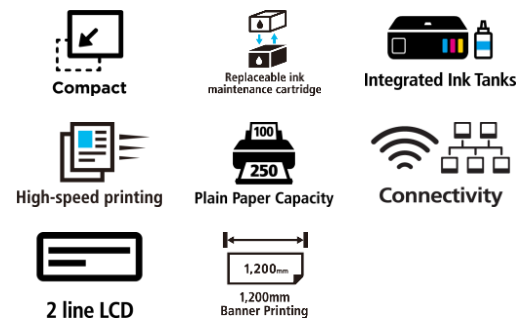 Compact
Replaceable ink
maintenance cartridge
Integrated Ink Tanks
High-speed printing
100
250
Plain Paper Capacity
Connectivity
2 line LCD
1,200mm
1,200mm
Banner Printing